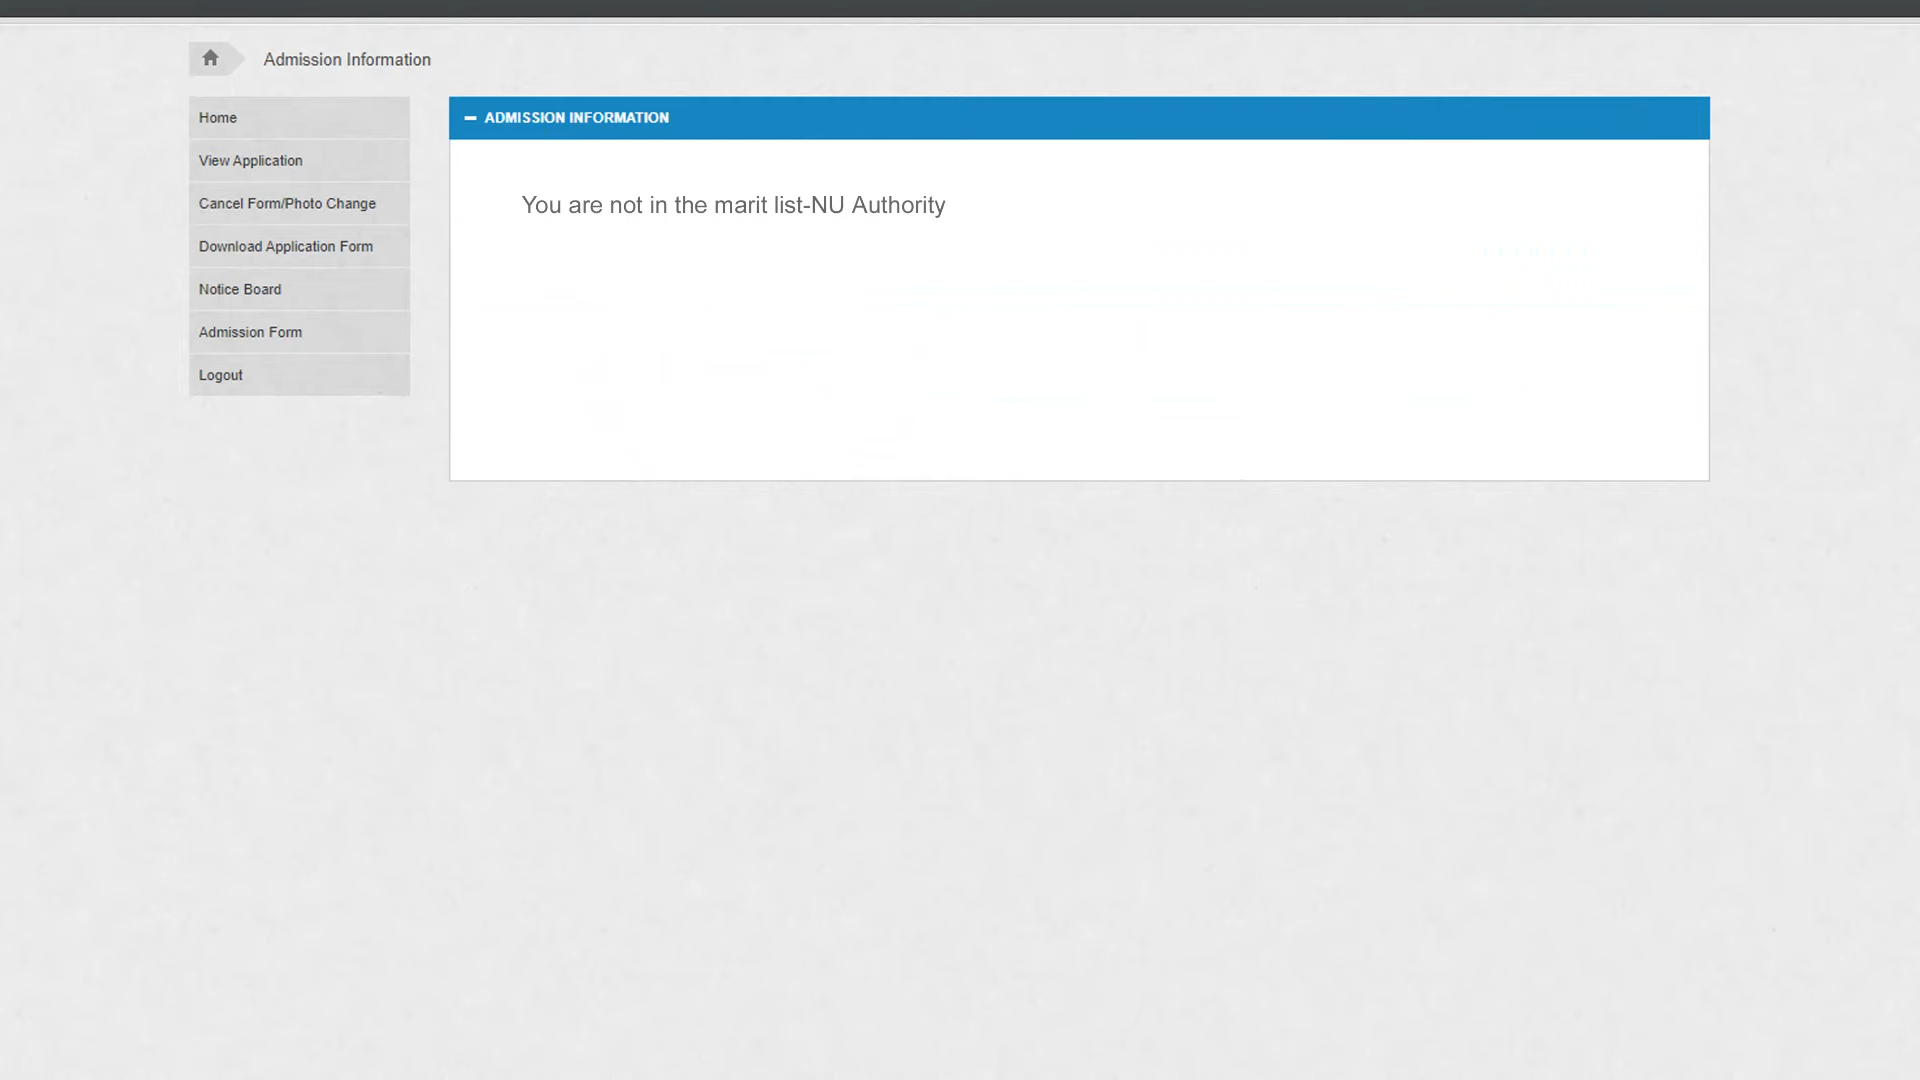 Admission Information
Home
View Application
Cancel Form/Photo Change
Download Application Form
Notice Board
Admission Form
Logout
ADMISSION INFORMATION
You are not in the marit list-NU Authority